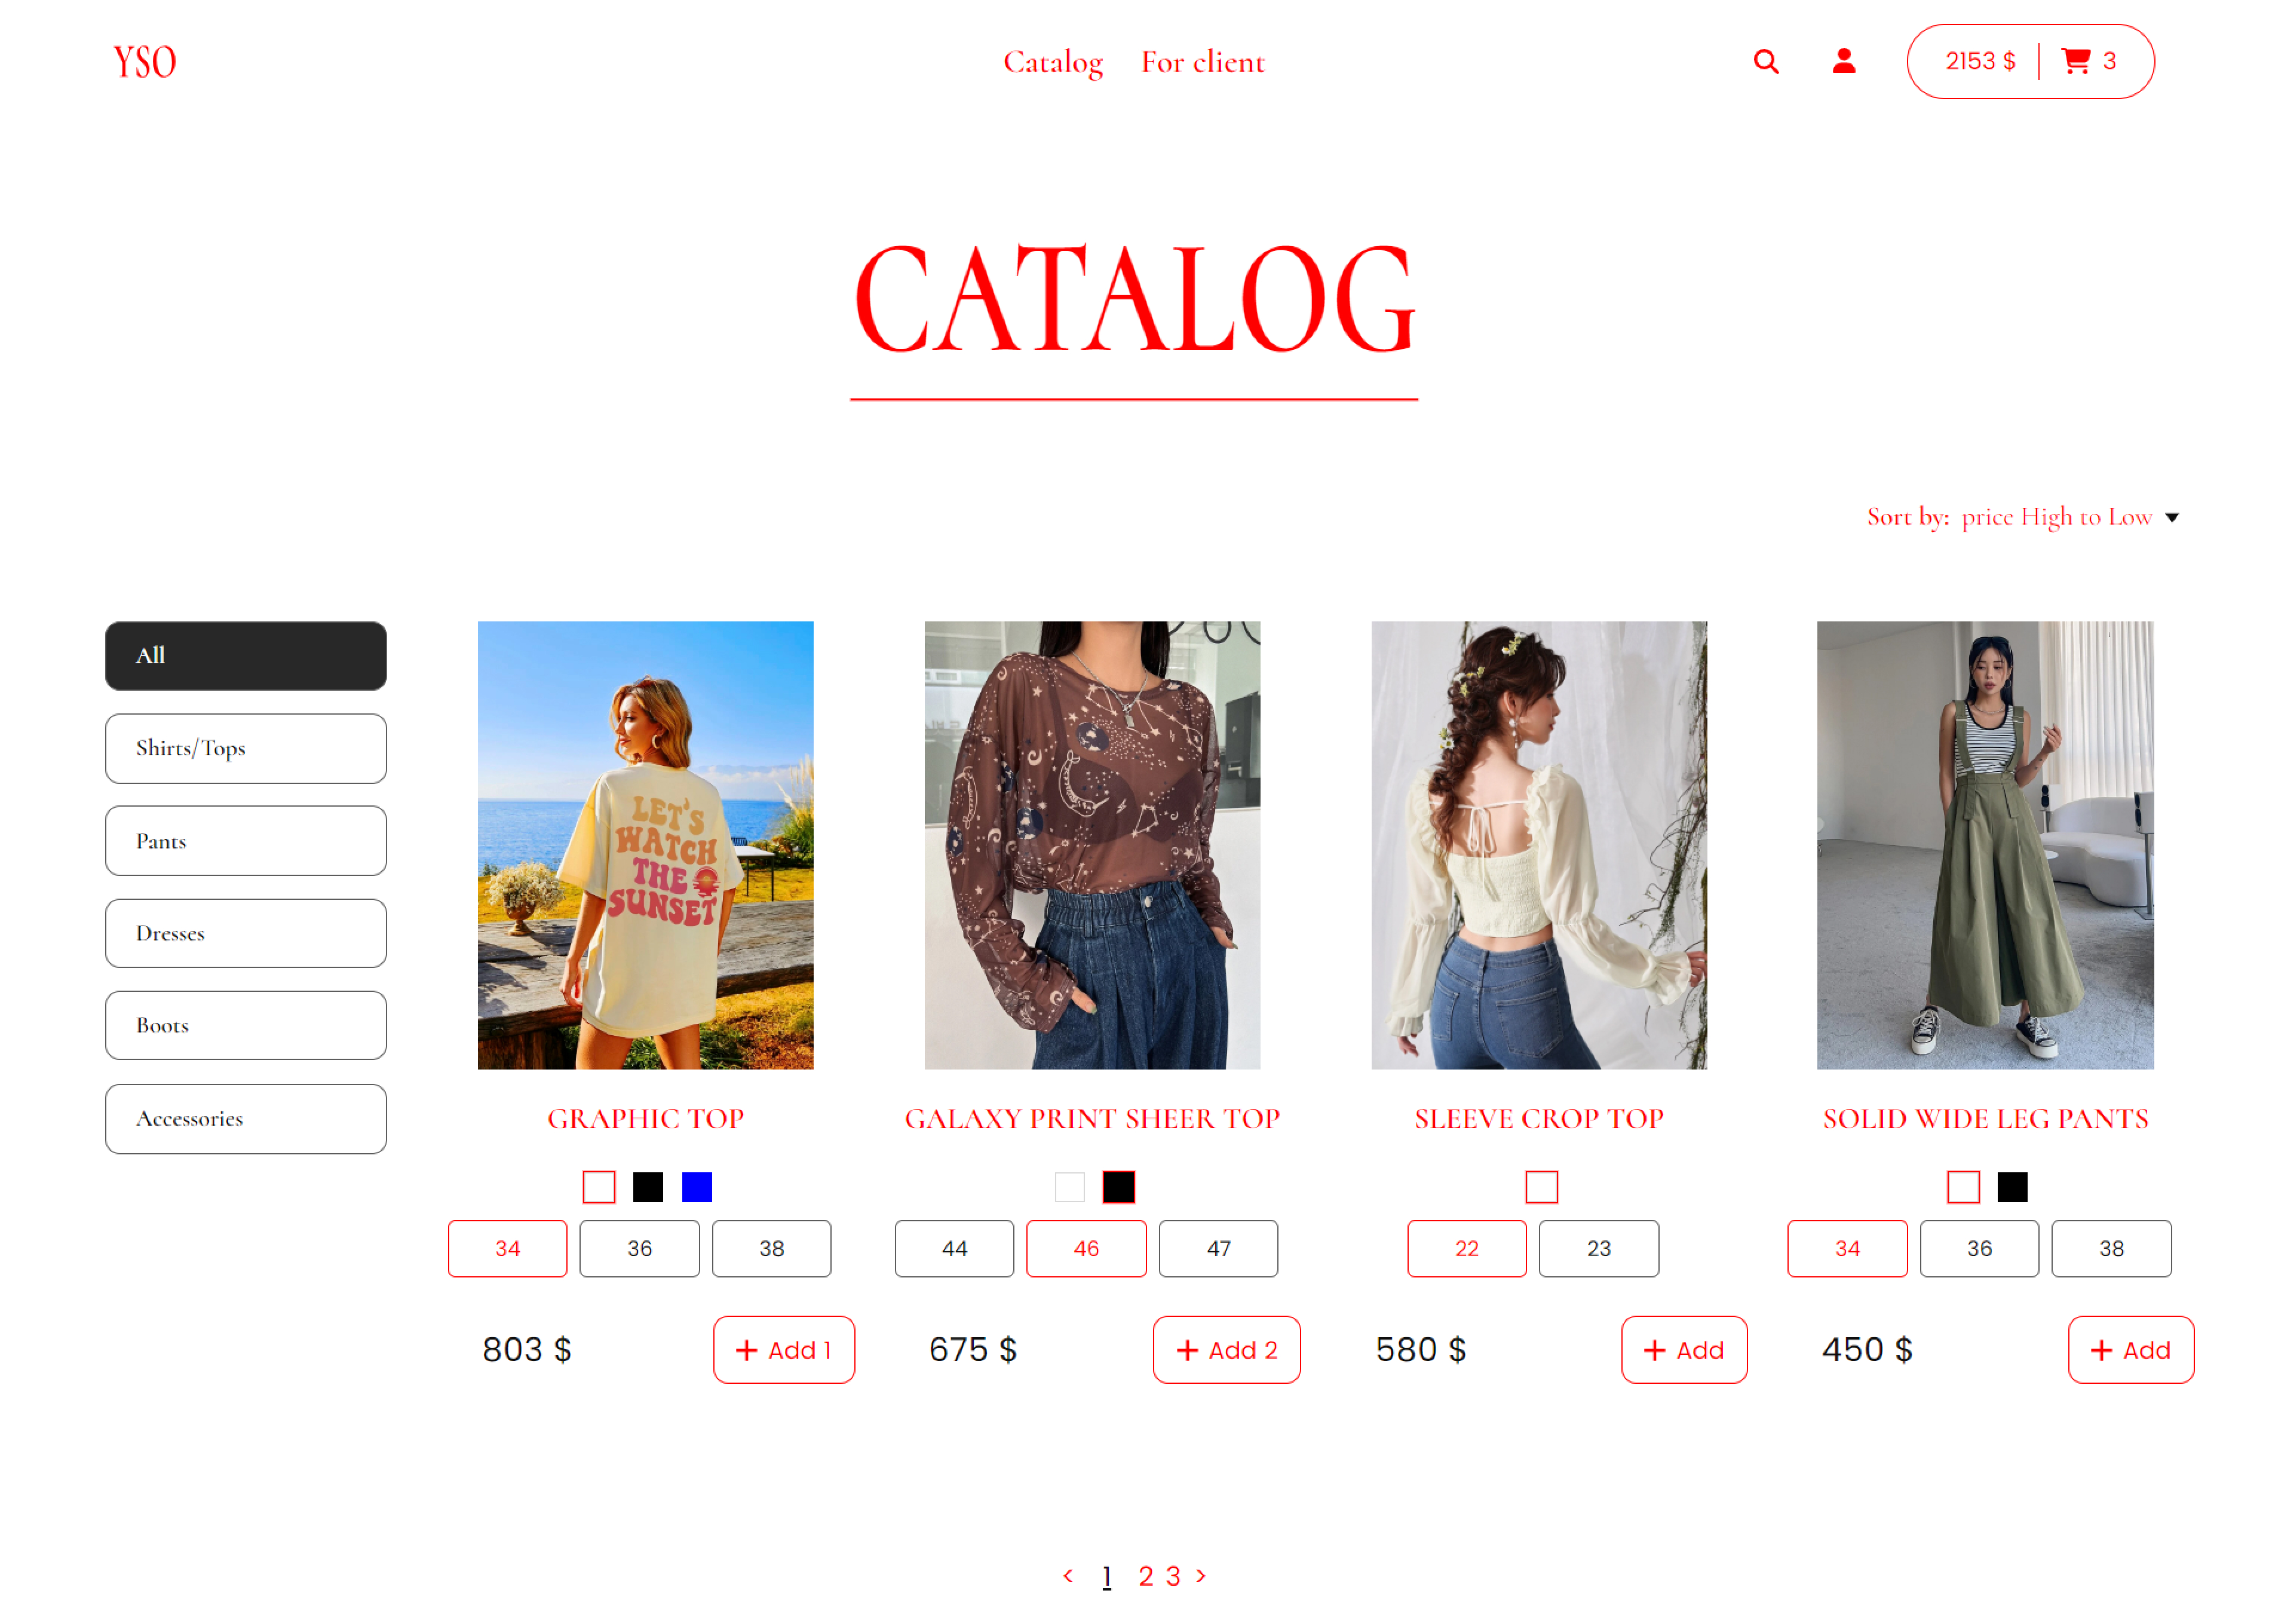 YSO
Catalog For client
2153 $ 3
CATALOG
Sort by: price High to Low
All
Shirts/Tops
Pants
Dresses
Boots
Accessories
LET'S
WATCH
THE
SUNSET
GRAPHIC TOP
34 36 38
803 $ + Add 1
GALAXY PRINT SHEER TOP
44 46 47
675 $ + Add 2
SLEEVE CROP TOP
22 23
580 $ + Add
SOLID WIDE LEG PANTS
34 36 38
450 $ + Add
< 1 2 3 >